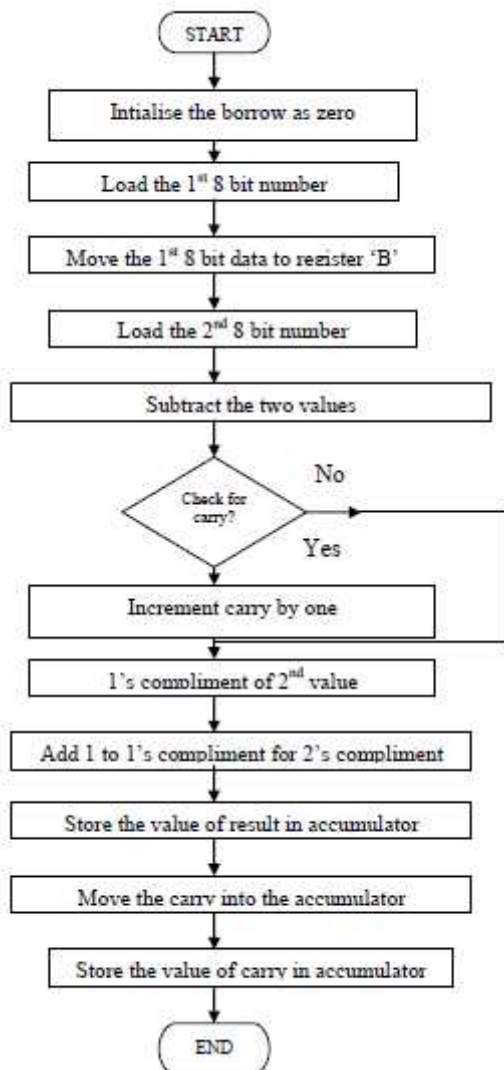 START
Intialise the borrow as zero
Load the 1st 8 bit number
Move the 1st 8 bit data to register ‘B’
Load the 2nd 8 bit number
Subtract the two values
Check for
carry?
No
Yes
Increment carry by one
1’s compliment of 2nd value
Add 1 to 1’s compliment for 2’s compliment
Store the value of result in accumulator
Move the carry into the accumulator
Store the value of carry in accumulator
END